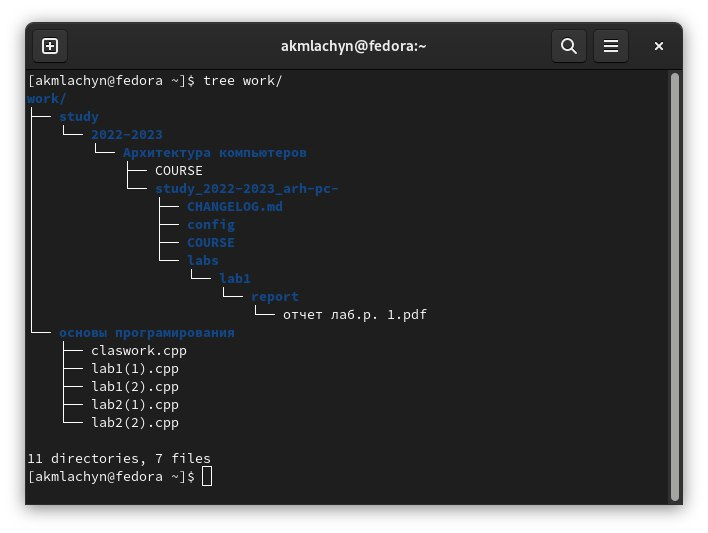 akmlachyn@fedora:~
[akmlachyn@fedora ~]$ tree work/
work/
├── study
│   └── 2022-2023
│       └── Архитектура компьютеров
│           ├── COURSE
│           └── study_2022-2023_arh-pc-
│               ├── CHANGELOG.md
│               ├── config
│               ├── COURSE
│               └── labs
│                   └── lab1
│                       └── report
│                           └── отчет лаб.р. 1.pdf
└── основы програмирования
    ├── claswork.cpp
    ├── lab1(1).cpp
    ├── lab1(2).cpp
    ├── lab2(1).cpp
    └── lab2(2).cpp
11 directories, 7 files
[akmlachyn@fedora ~]$